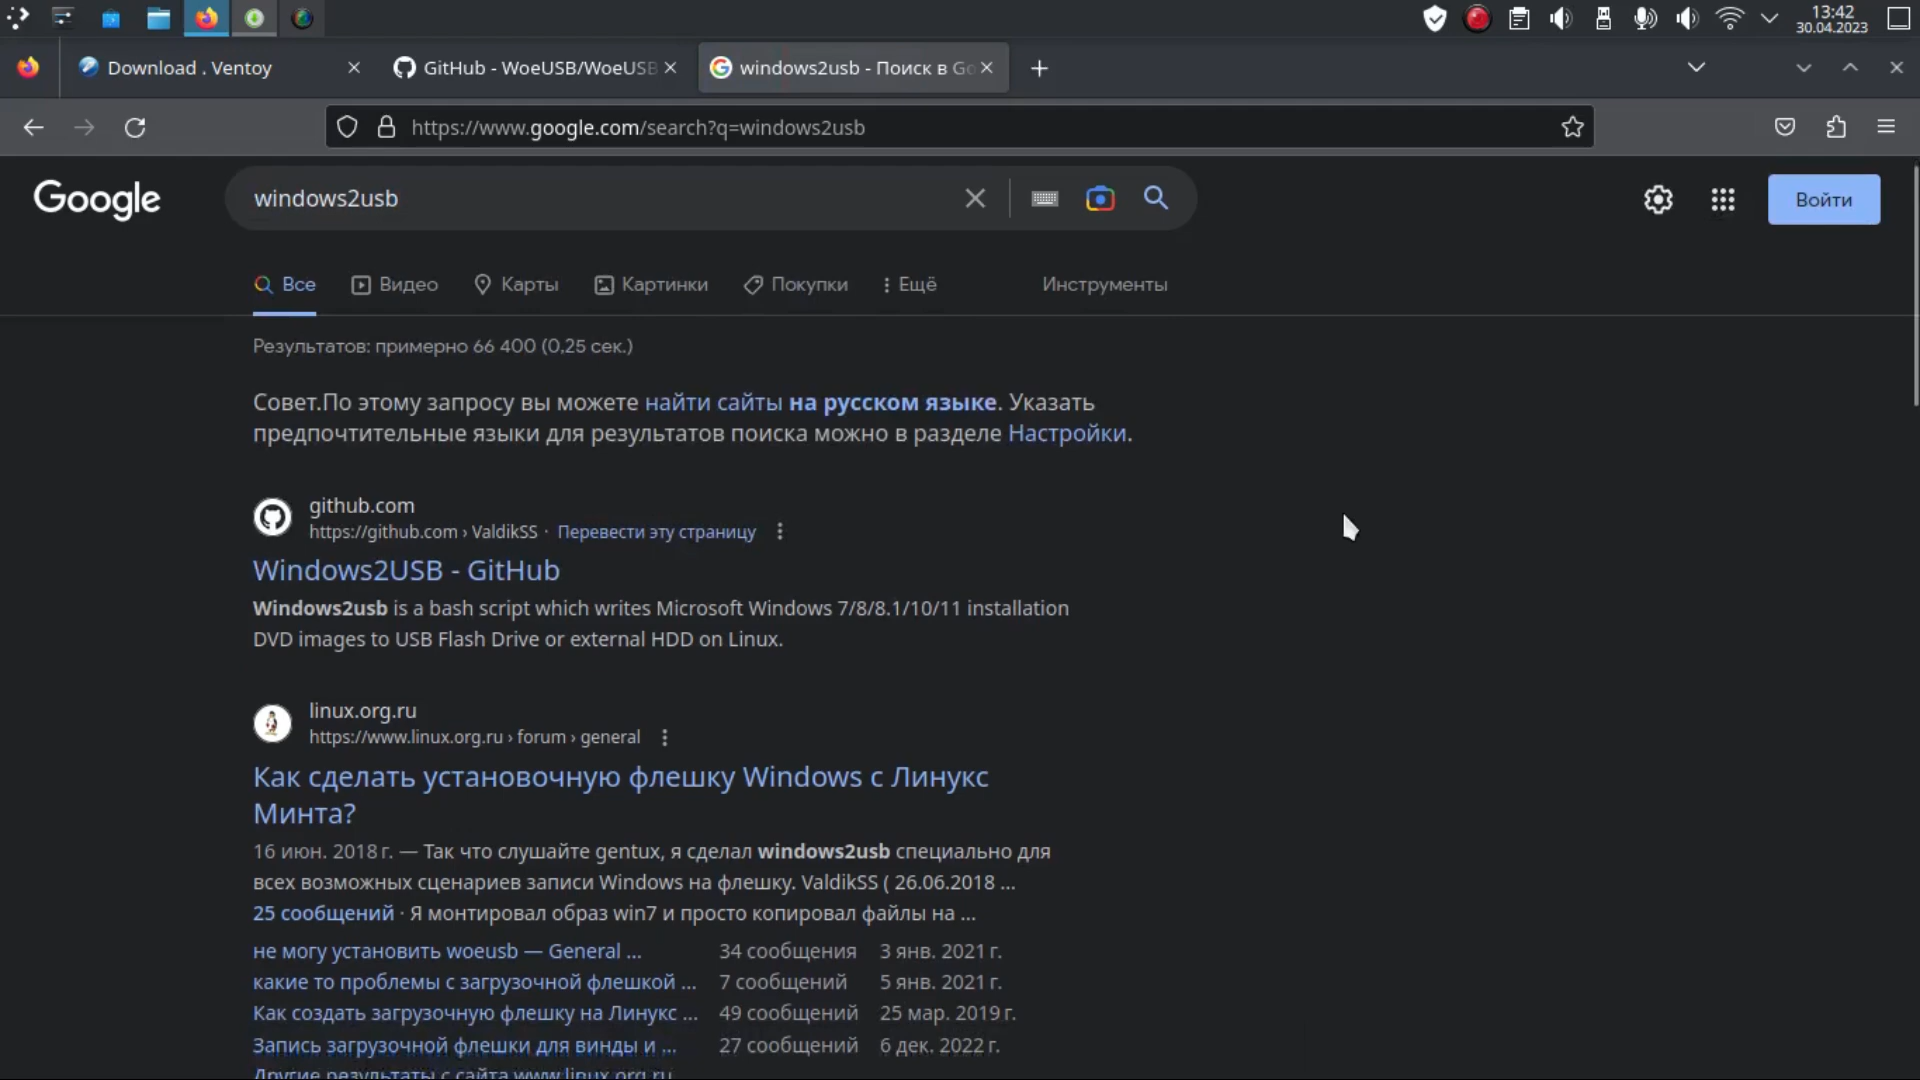 13:42
30.04.2023
Download . Ventoy
GitHub - WoeUSB/WoeUSB
windows2usb - Поиск в Go
https://www.google.com/search?q=windows2usb
Google
windows2usb
Войти
Все
Видео
Карты
Картинки
Покупки
Ещё
Инструменты
Результатов: примерно 66 400 (0,25 сек.)
Совет.По этому запросу вы можете найти сайты на русском языке. Указать
предпочтительные языки для результатов поиска можно в разделе Настройки.
github.com
https://github.com › ValdikSS · Перевести эту страницу
Windows2USB - GitHub
Windows2usb is a bash script which writes Microsoft Windows 7/8/8.1/10/11 installation
DVD images to USB Flash Drive or external HDD on Linux.
linux.org.ru
https://www.linux.org.ru › forum › general
Как сделать установочную флешку Windows с Линукс
Минта?
16 июн. 2018 г. — Так что слушайте gentux, я сделал windows2usb специально для
всех возможных сценариев записи Windows на флешку. ValdikSS ( 26.06.2018 ...
25 сообщений · Я монтировал образ win7 и просто копировал файлы на ...
не могу установить woeusb — General ... 34 сообщения 3 янв. 2021 г.
какие то проблемы с загрузочной флешкой ... 7 сообщений 5 янв. 2021 г.
Как создать загрузочную флешку на Линукс ... 49 сообщений 25 мар. 2019 г.
Запись загрузочной флешки для винды и ... 27 сообщений 6 дек. 2022 г.
Другие результаты с сайта www.linux.org.ru